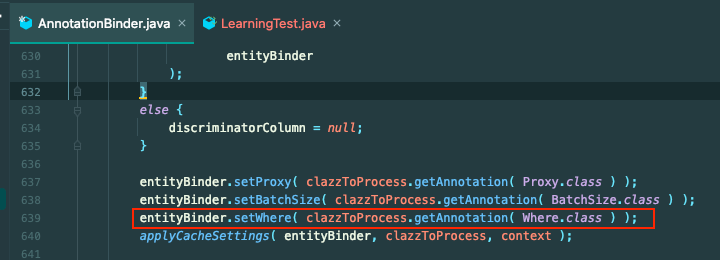 AnnotationBinder.java × LearningTest.java ×
630 entityBinder
631 );
632 }
633 else {
634 discriminatorColumn = null;
635 }
636
637 entityBinder.setProxy( clazzToProcess.getAnnotation( Proxy.class ) );
638 entityBinder.setBatchSize( clazzToProcess.getAnnotation( BatchSize.class ) );
639 entityBinder.setWhere( clazzToProcess.getAnnotation( Where.class ) );
640 applyCacheSettings( entityBinder, clazzToProcess, context );
641